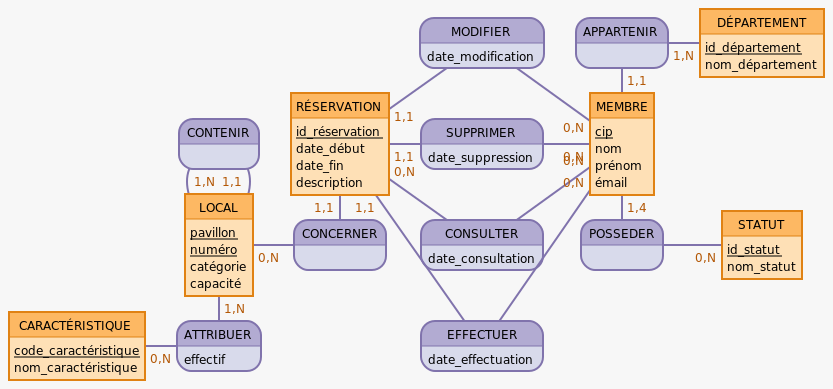 MODIFIER
date_modification
APPARTENIR
1,N
1,1
DÉPARTEMENT
id_département
nom_département
RÉSERVATION
id_réservation
date_début
date_fin
description
1,1
1,1
0,N
SUPPRIMER
date_suppression
0,N
0,N
0,N
0,N
MEMBRE
cip
nom
prénom
émail
CONTENIR
1,N
1,1
LOCAL
pavillon
numéro
catégorie
capacité
1,1
1,1
CONCERNER
0,N
CONSULTER
date_consultation
1,4
POSSEDER
0,N
STATUT
id_statut
nom_statut
1,N
CARACTÉRISTIQUE
code_caractéristique
nom_caractéristique
0,N
ATTRIBUER
effectif
EFFECTUER
date_effectuation